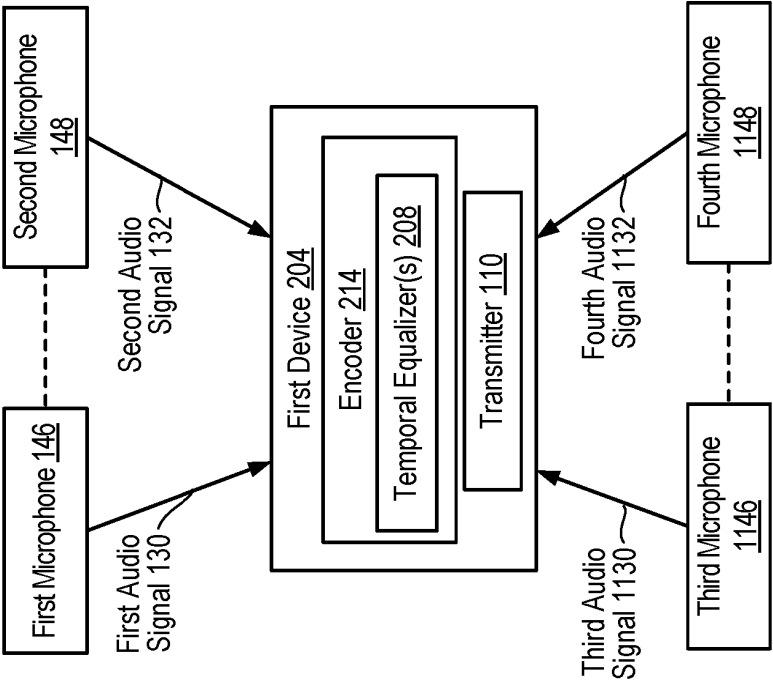 First Microphone 146
Second Microphone
148
First Audio
Signal 130
Second Audio
Signal 132
First Device 204
Encoder 214
Temporal Equalizer(s) 208
Transmitter 110
Third Audio
Signal 1130
Fourth Audio
Signal 1132
Third Microphone
1146
Fourth Microphone
1148